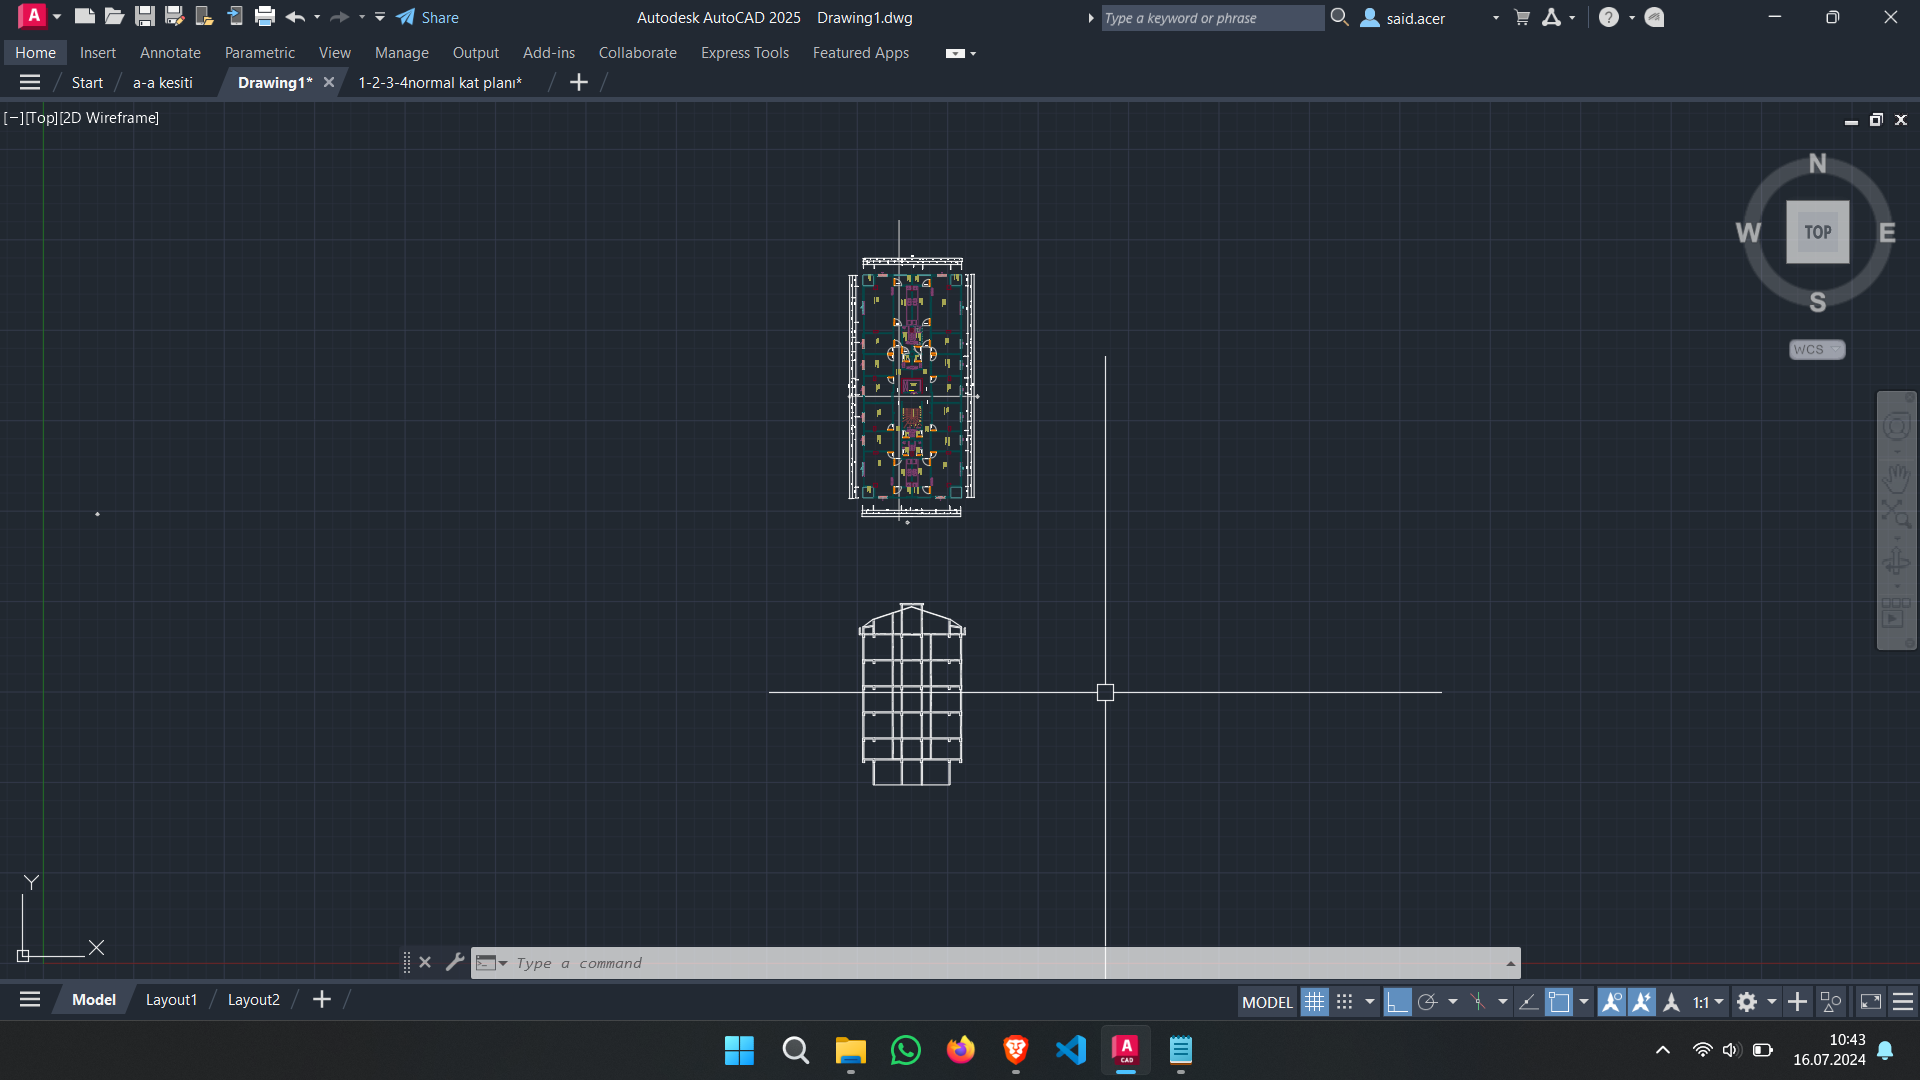 A Share Autodesk AutoCAD 2025 Drawing1.dwg Type a keyword or phrase said.acer
Home Insert Annotate Parametric View Manage Output Add-ins Collaborate Express Tools Featured Apps
Start a-a kesiti Drawing1* 1-2-3-4normal kat planı*
[−][Top][2D Wireframe]
N
W TOP E
S
WCS
Y
X
Type a command
Model Layout1 Layout2 MODEL 1:1
A CAD
10:43
16.07.2024